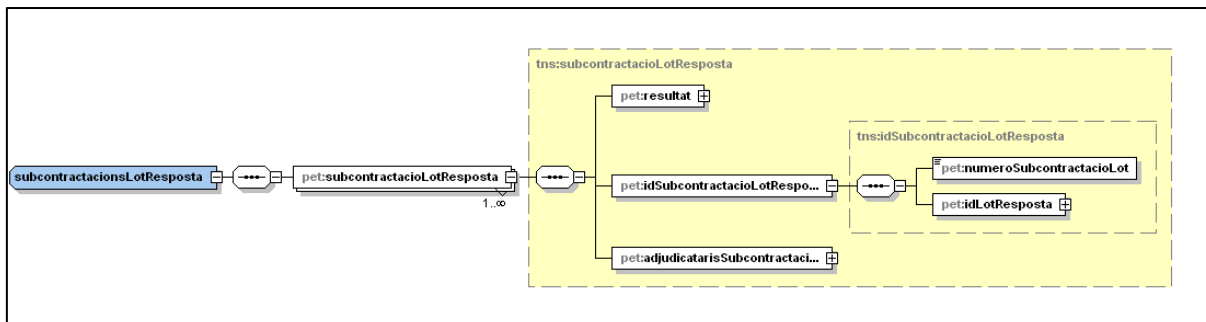 tns:subcontractacioLotResposta
pet:resultat
tns:idSubcontractacioLotResposta
pet:numeroSubcontractacioLot
subcontractacionsLotResposta
pet:subcontractacioLotResposta
1..∞
pet:idSubcontractacioLotRespo...
pet:idLotResposta
pet:adjudicatarisSubcontractaci...